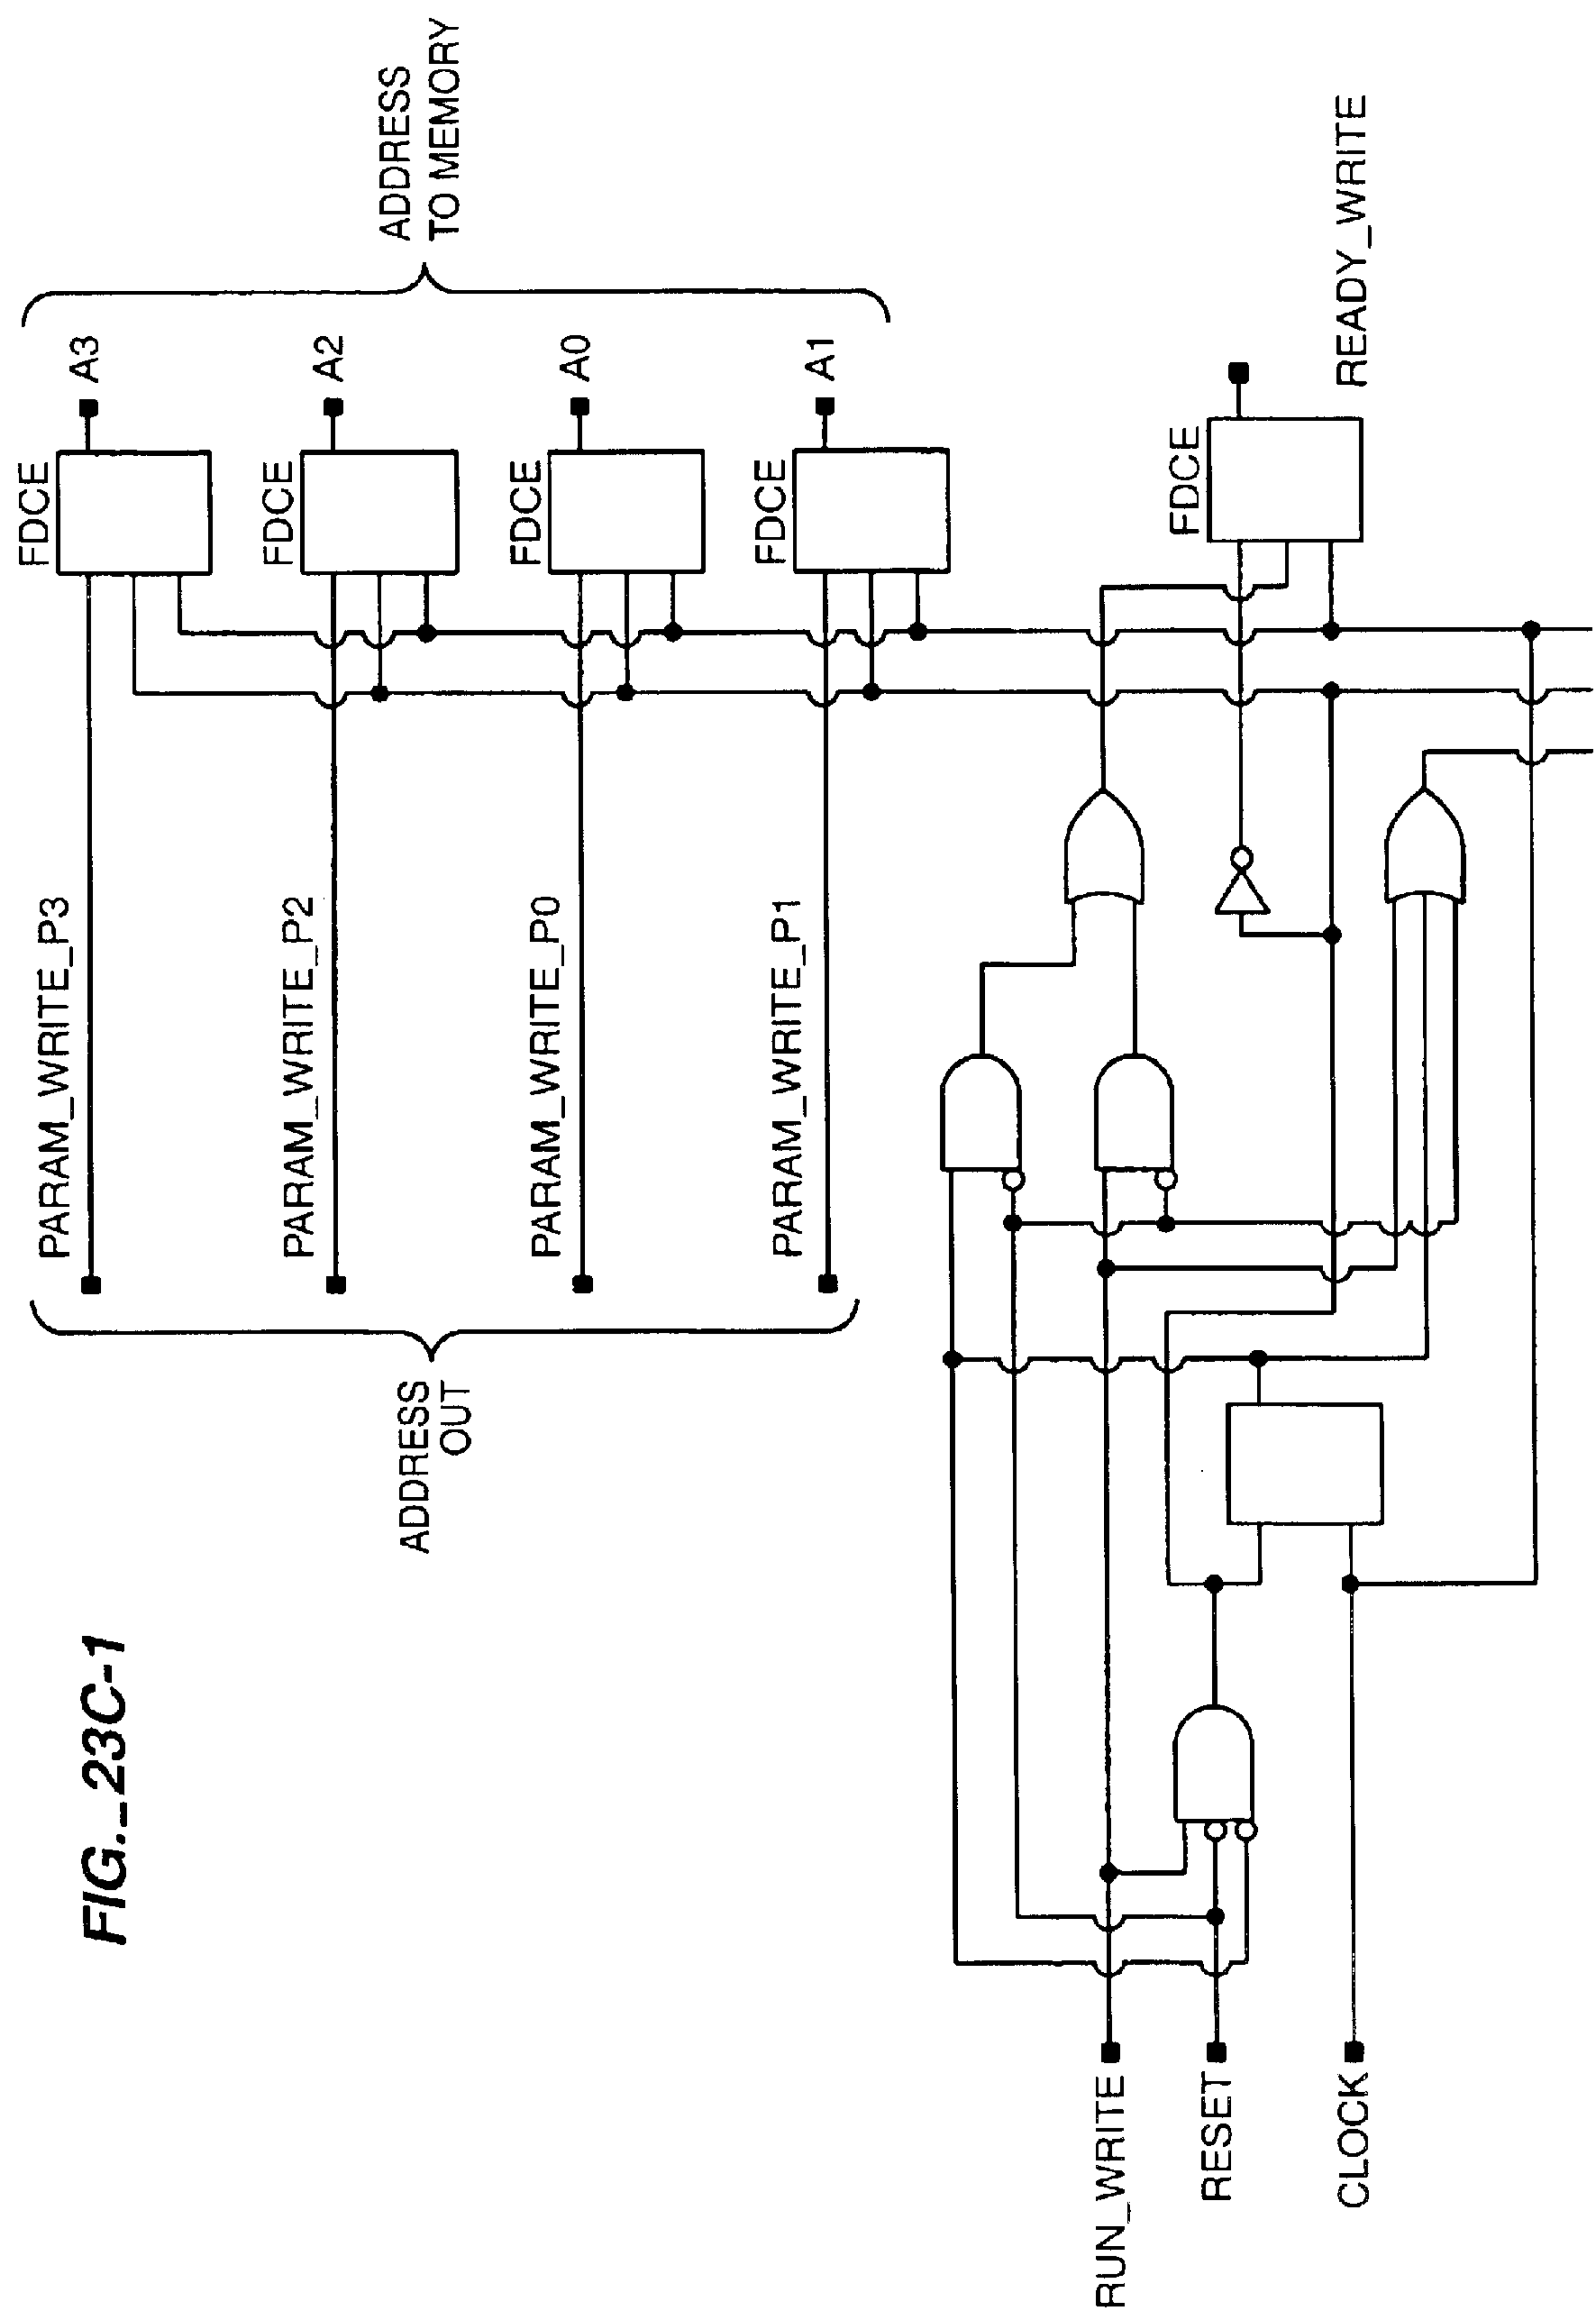 FIG._23C-1
ADDRESS
OUT
PARAM_WRITE_P3
FDCE
A3
PARAM_WRITE_P2
FDCE
A2
PARAM_WRITE_P0
FDCE
A0
PARAM_WRITE_P1
FDCE
A1
ADDRESS
TO MEMORY
RUN_WRITE
RESET
CLOCK
FDCE
READY_WRITE